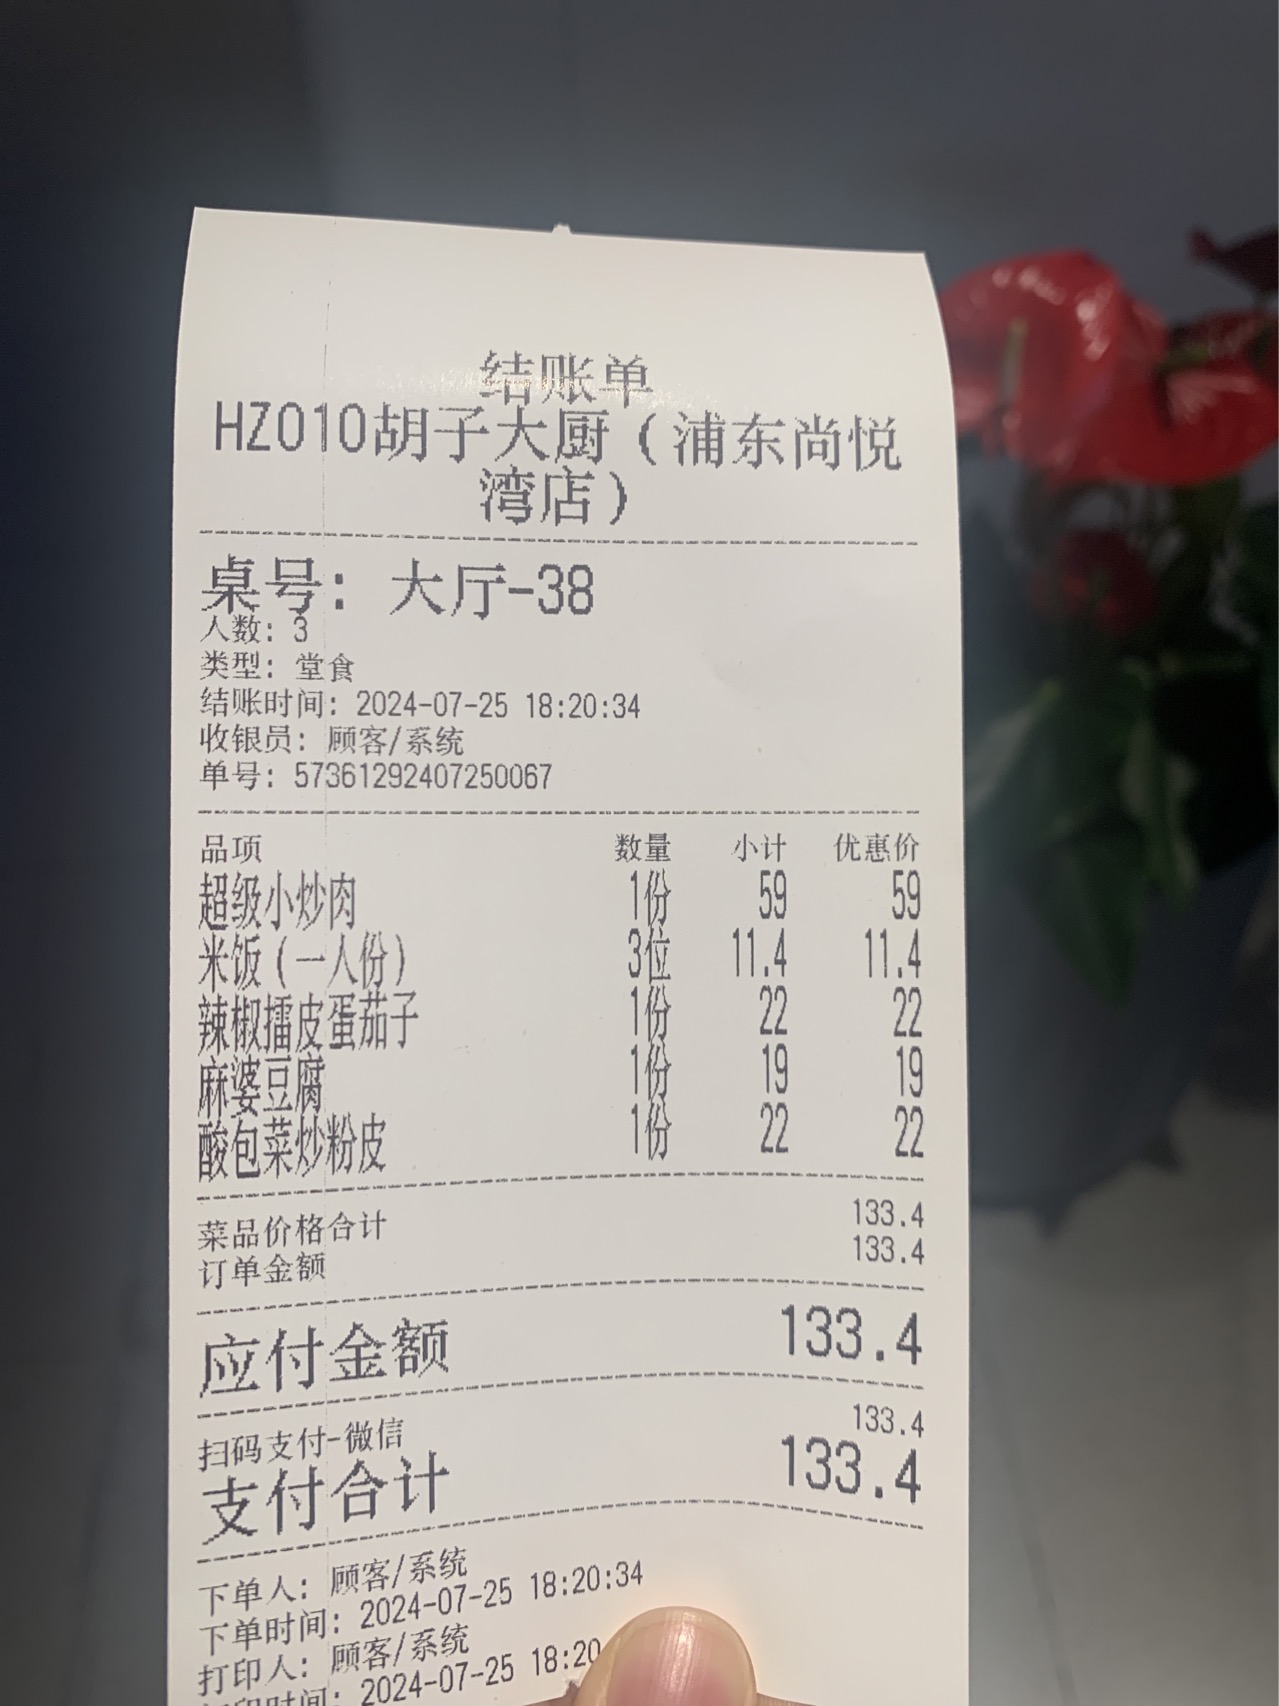 结账单
HZ010胡子大厨（浦东尚悦
湾店）
桌号：大厅-38
人数：3
类型：堂食
结账时间：2024-07-25 18:20:34
收银员：顾客/系统
单号：57361292407250067
品项 数量 小计 优惠价
超级小炒肉 1份 59 59
米饭（一人份） 3位 11.4 11.4
辣椒擂皮蛋茄子 1份 22 22
麻婆豆腐 1份 19 19
酸包菜炒粉皮 1份 22 22
菜品价格合计 133.4
订单金额 133.4
应付金额 133.4
扫码支付-微信 133.4
支付合计 133.4
下单人：顾客/系统
下单时间：2024-07-25 18:20:34
打印人：顾客/系统
打印时间：2024-07-25 18:20